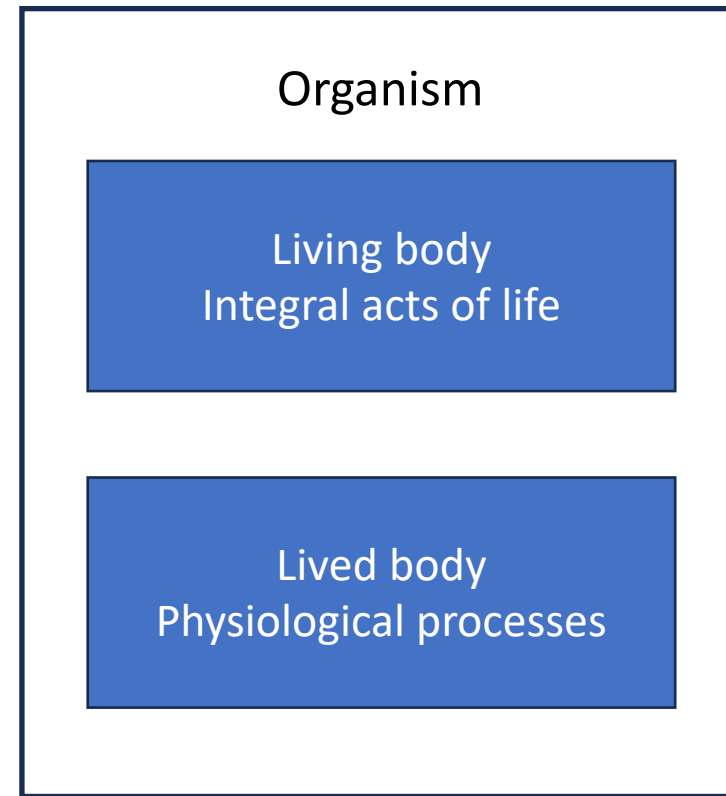 Organism
Living body
Integral acts of life
Lived body
Physiological processes